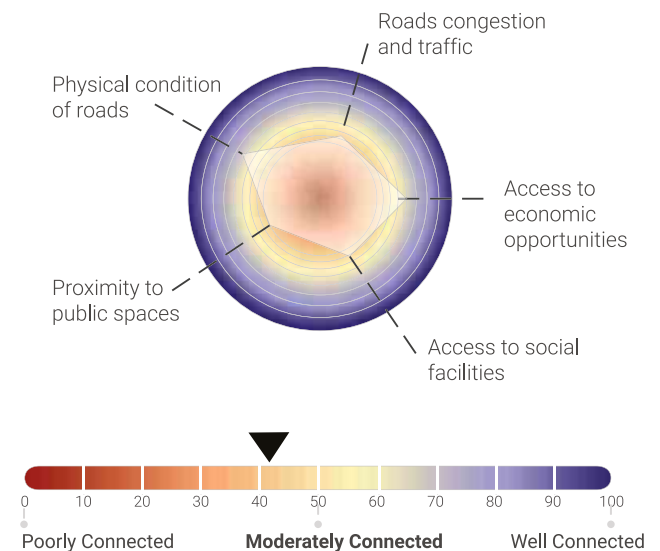 Roads congestion
and traffic
Physical condition
of roads
Access to
economic
opportunities
Proximity to
public spaces
Access to social
facilities
0 10 20 30 40 50 60 70 80 90 100
Poorly Connected Moderately Connected Well Connected